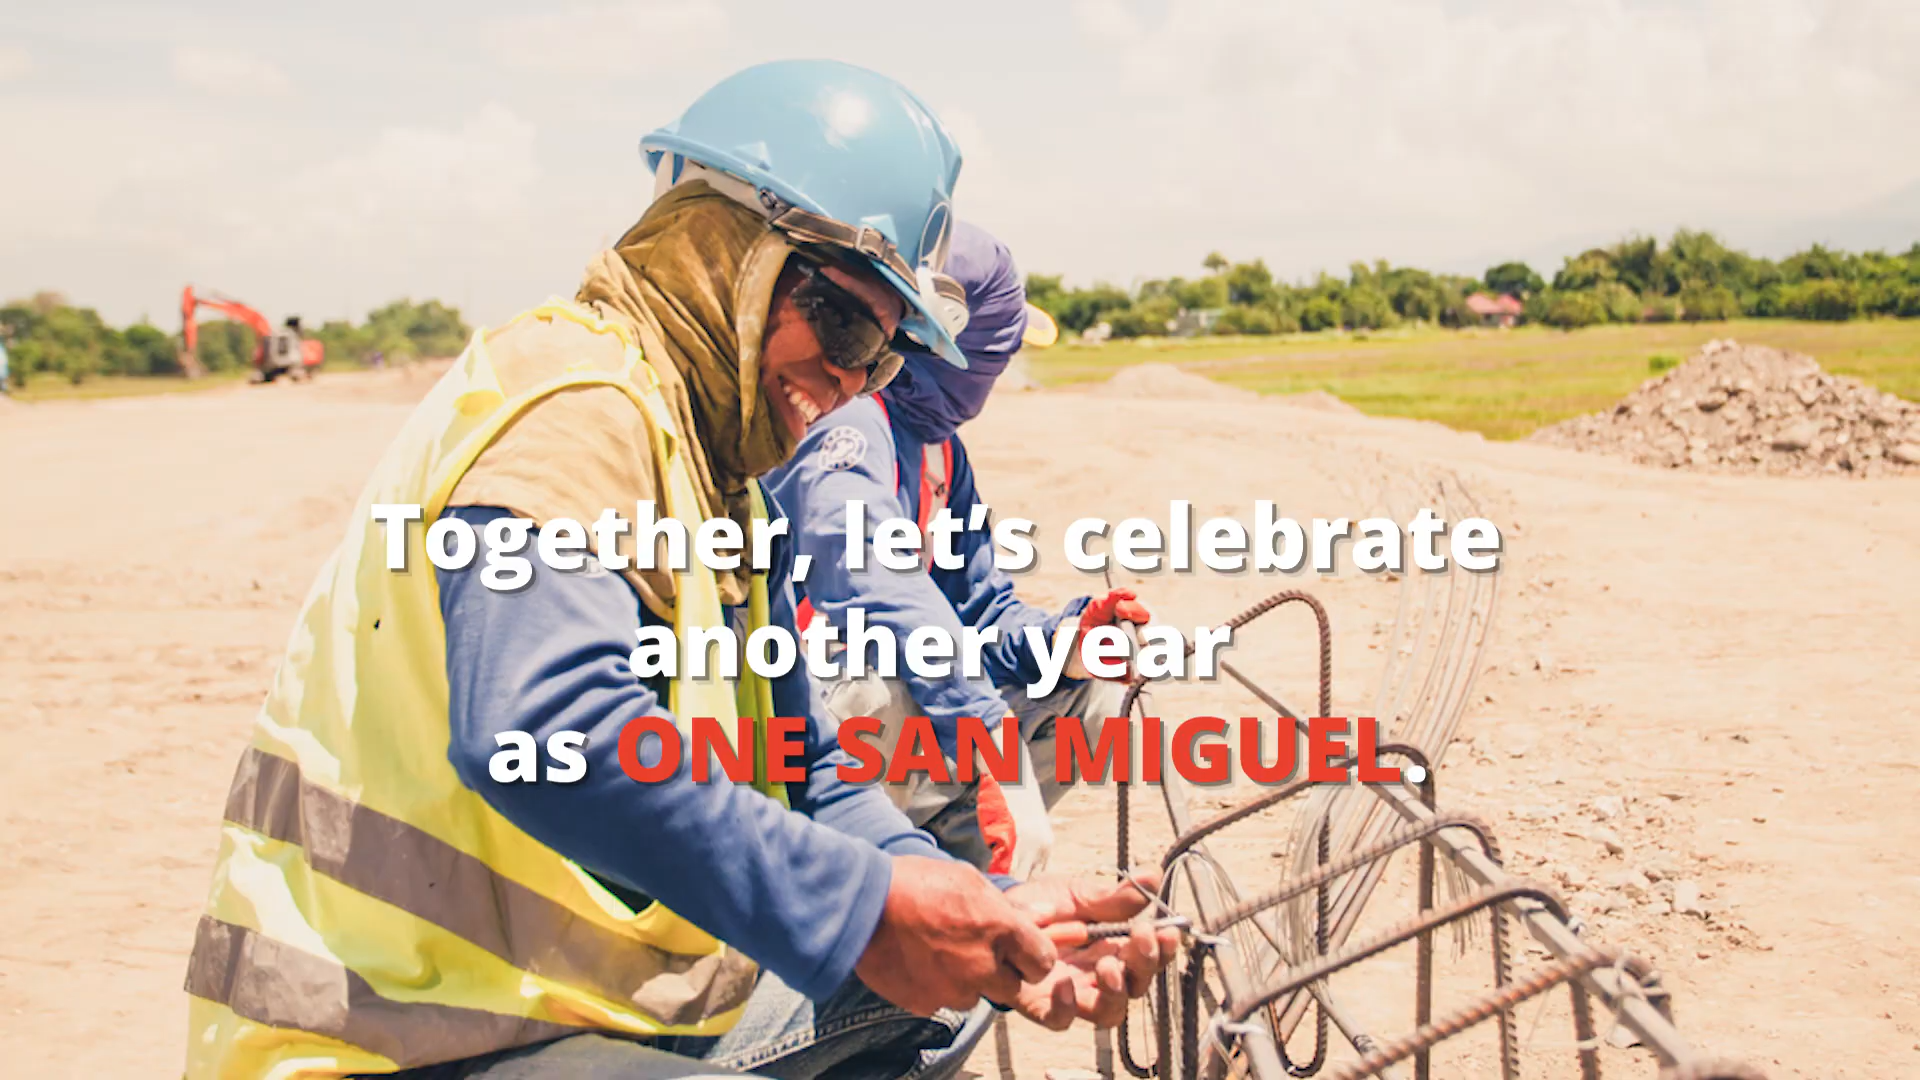 Together, let’s celebrate
another year
as ONE SAN MIGUEL.